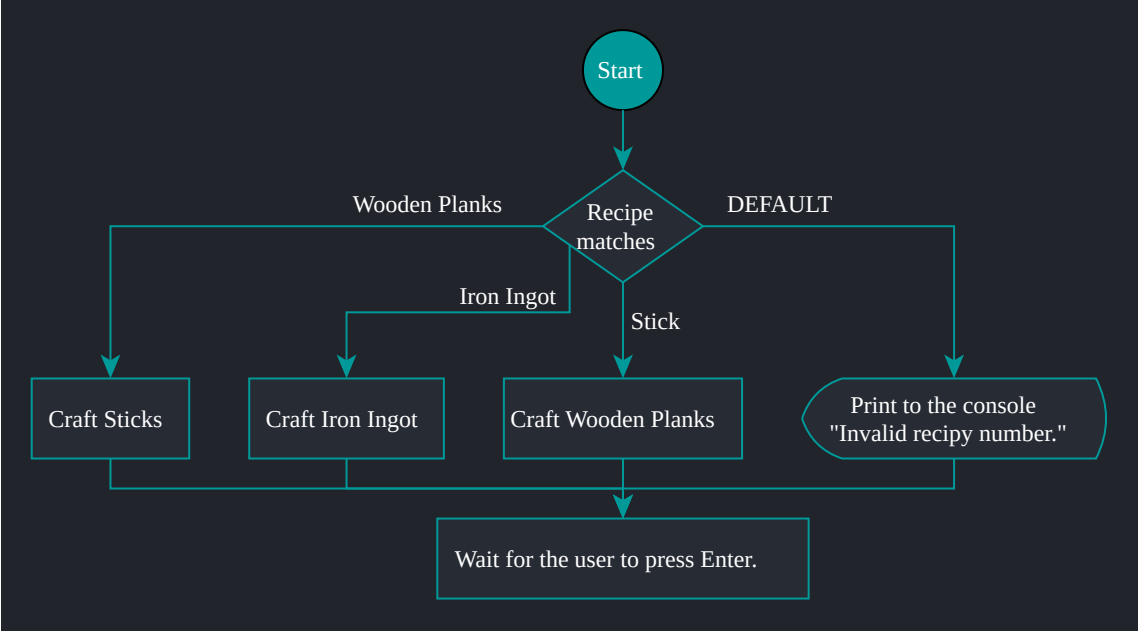 Start
Recipe
matches
Wooden Planks
DEFAULT
Iron Ingot
Stick
Craft Sticks
Craft Iron Ingot
Craft Wooden Planks
Print to the console
"Invalid recipy number."
Wait for the user to press Enter.